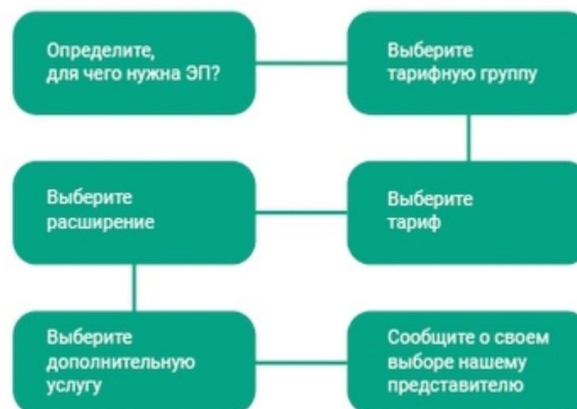 Определите,
для чего нужна ЭП?
Выберите
тарифную группу
Выберите
тариф
Выберите
расширение
Выберите
дополнительную
услугу
Сообщите о своем
выборе нашему
представителю